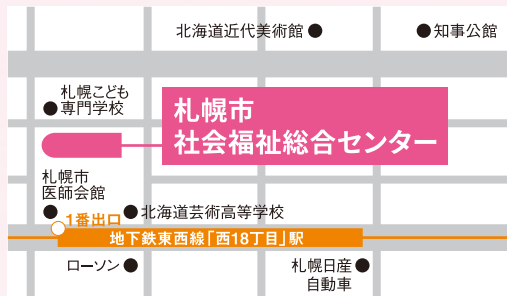 北海道近代美術館
知事公館
札幌こども
専門学校
札幌市
社会福祉総合センター
札幌市
医師会館
1番出口
北海道芸術高等学校
地下鉄東西線「西18丁目」駅
ローソン
札幌日産
自動車